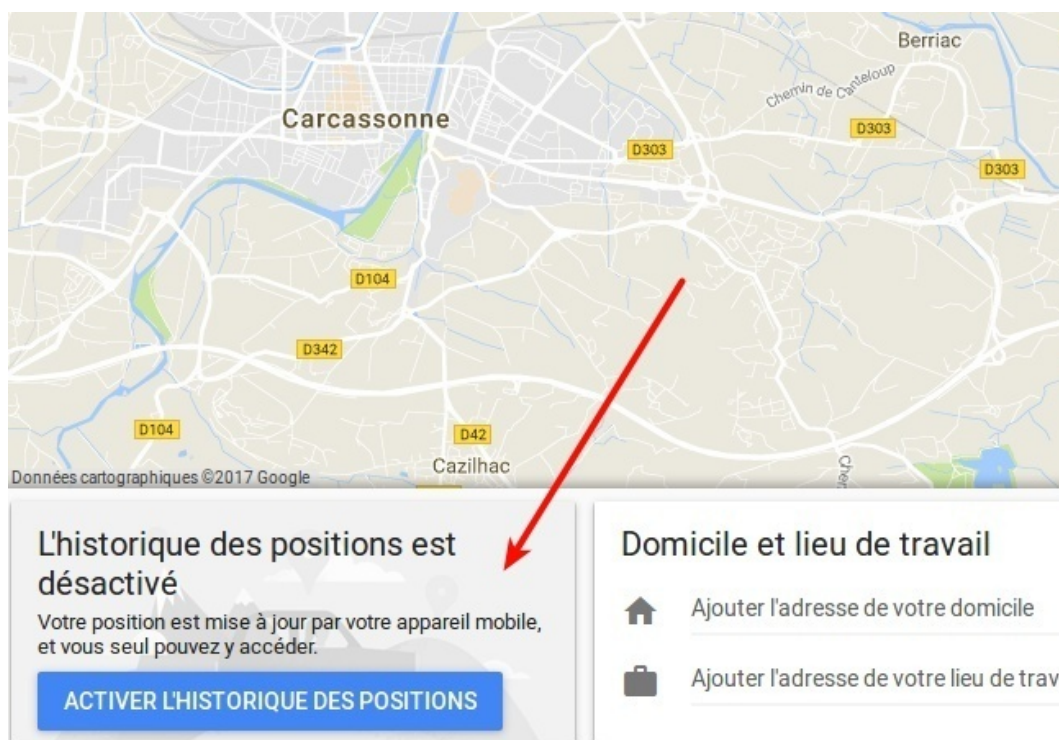 Berriac
Chemin de Canteloup
Carcassonne
D303
D303
D303
D104
D342
D104
D42
Cazilhac
Données cartographiques ©2017 Google
L'historique des positions est
désactivé
Votre position est mise à jour par votre appareil mobile,
et vous seul pouvez y accéder.
ACTIVER L'HISTORIQUE DES POSITIONS
Domicile et lieu de travail
Ajouter l'adresse de votre domicile
Ajouter l'adresse de votre lieu de trav